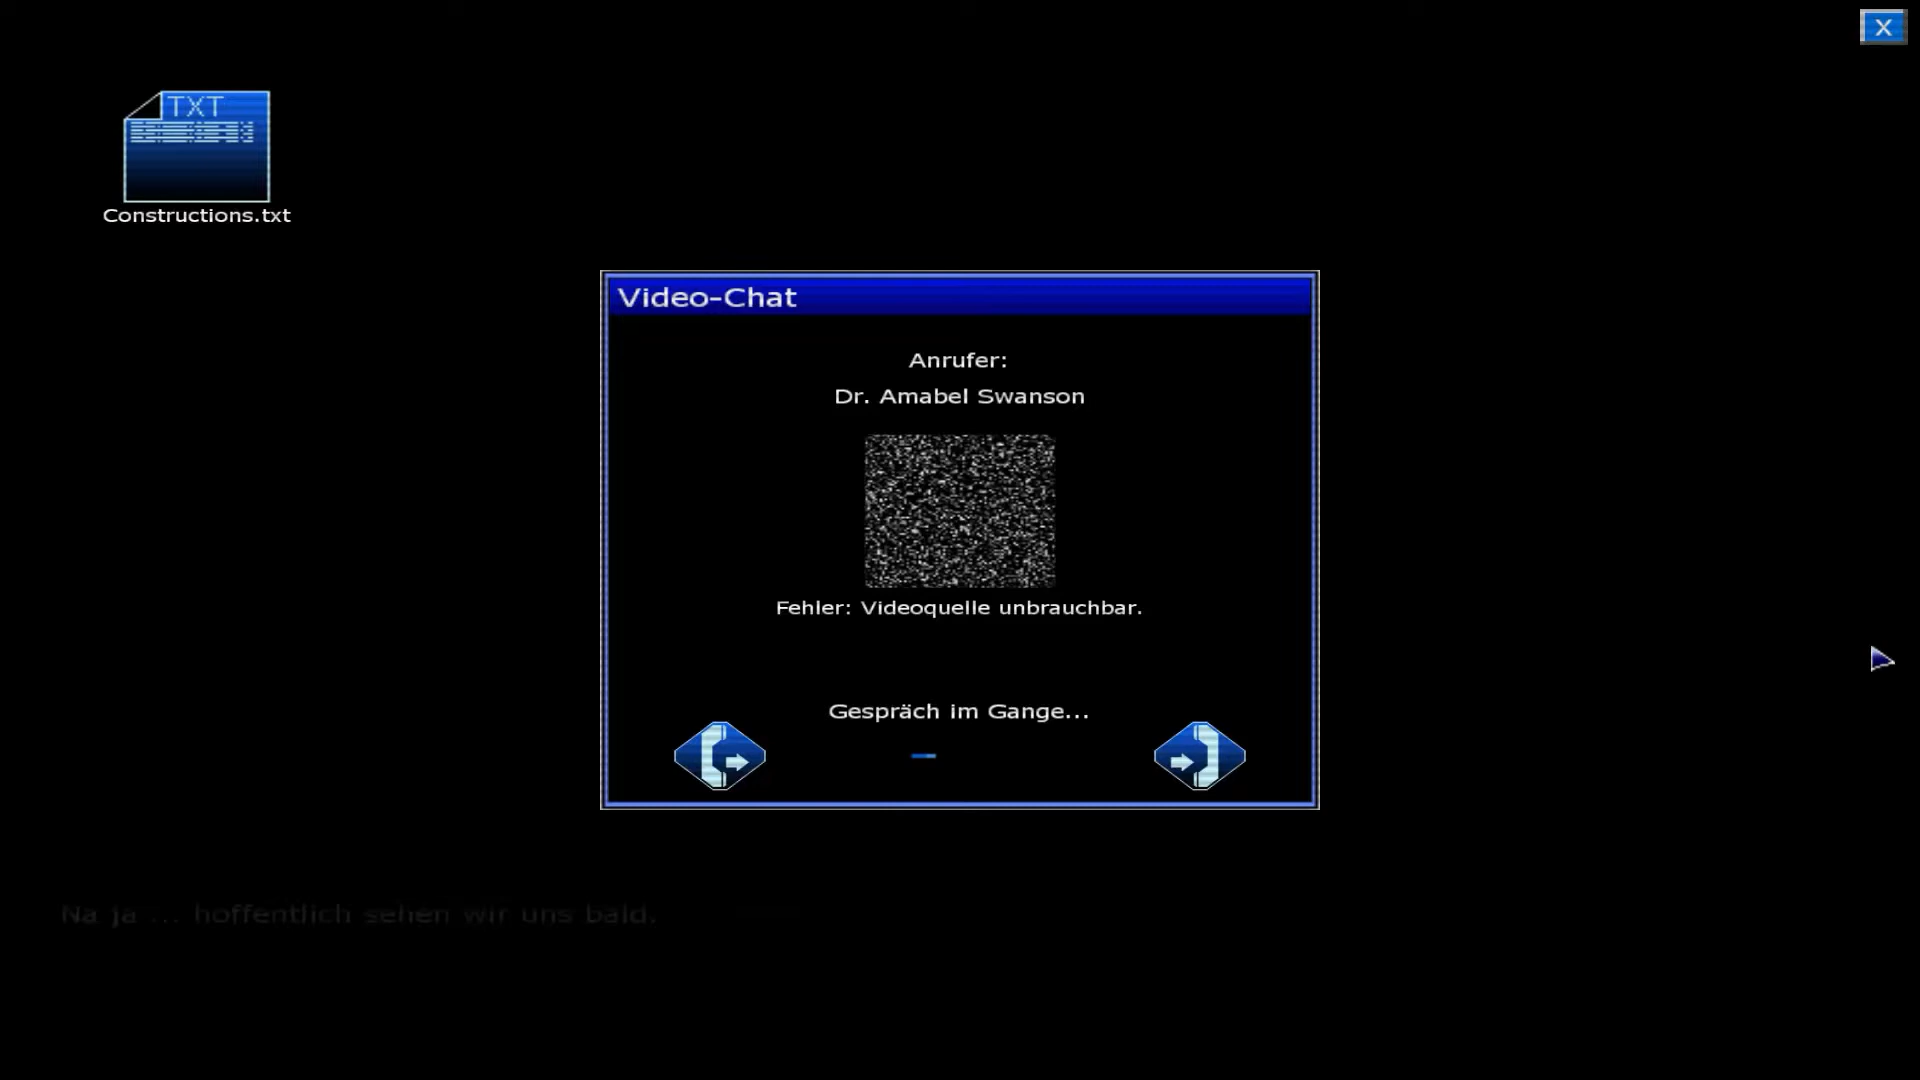 X
TXT
Constructions.txt
Video-Chat
Anrufer:
Dr. Amabel Swanson
Fehler: Videoquelle unbrauchbar.
Gespräch im Gange...
Na ja ... hoffentlich sehen wir uns bald.